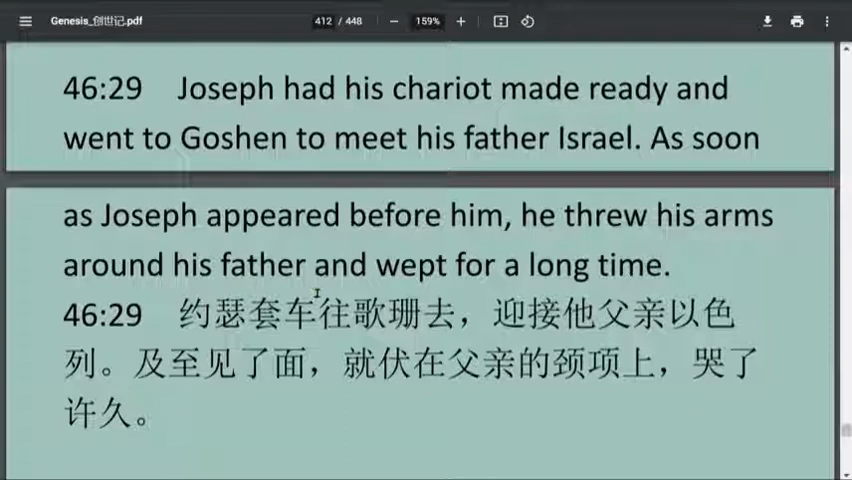 Genesis_创世记.pdf 412 / 448 159%
46:29 Joseph had his chariot made ready and
went to Goshen to meet his father Israel. As soon
as Joseph appeared before him, he threw his arms
around his father and wept for a long time.
46:29 约瑟套车往歌珊去，迎接他父亲以色
列。及至见了面，就伏在父亲的颈项上，哭了
许久。